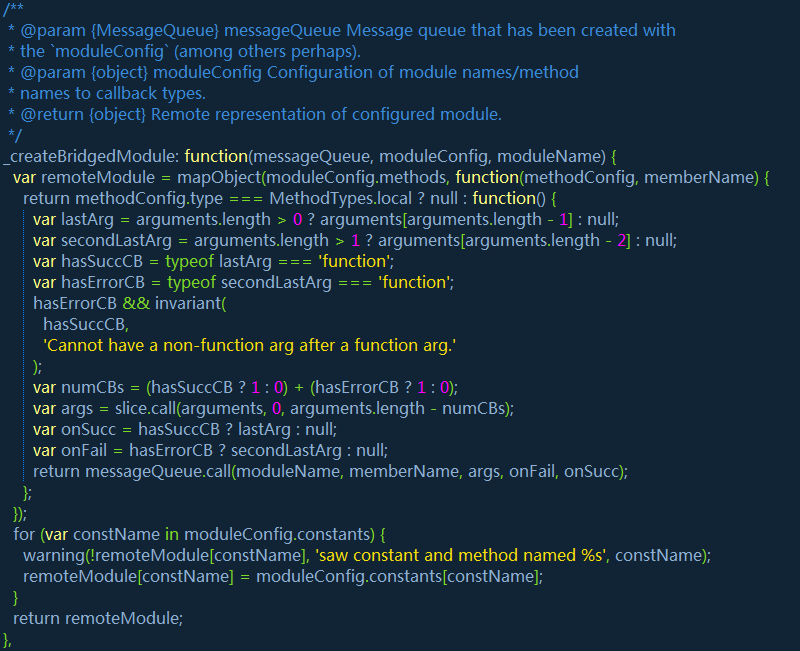 /**
 * @param {MessageQueue} messageQueue Message queue that has been created with
 * the `moduleConfig` (among others perhaps).
 * @param {object} moduleConfig Configuration of module names/method
 * names to callback types.
 * @return {object} Remote representation of configured module.
 */
_createBridgedModule: function(messageQueue, moduleConfig, moduleName) {
  var remoteModule = mapObject(moduleConfig.methods, function(methodConfig, memberName) {
    return methodConfig.type === MethodTypes.local ? null : function() {
      var lastArg = arguments.length > 0 ? arguments[arguments.length - 1] : null;
      var secondLastArg = arguments.length > 1 ? arguments[arguments.length - 2] : null;
      var hasSuccCB = typeof lastArg === 'function';
      var hasErrorCB = typeof secondLastArg === 'function';
      hasErrorCB && invariant(
        hasSuccCB,
        'Cannot have a non-function arg after a function arg.'
      );
      var numCBs = (hasSuccCB ? 1 : 0) + (hasErrorCB ? 1 : 0);
      var args = slice.call(arguments, 0, arguments.length - numCBs);
      var onSucc = hasSuccCB ? lastArg : null;
      var onFail = hasErrorCB ? secondLastArg : null;
      return messageQueue.call(moduleName, memberName, args, onFail, onSucc);
    };
  });
  for (var constName in moduleConfig.constants) {
    warning(!remoteModule[constName], 'saw constant and method named %s', constName);
    remoteModule[constName] = moduleConfig.constants[constName];
  }
  return remoteModule;
},